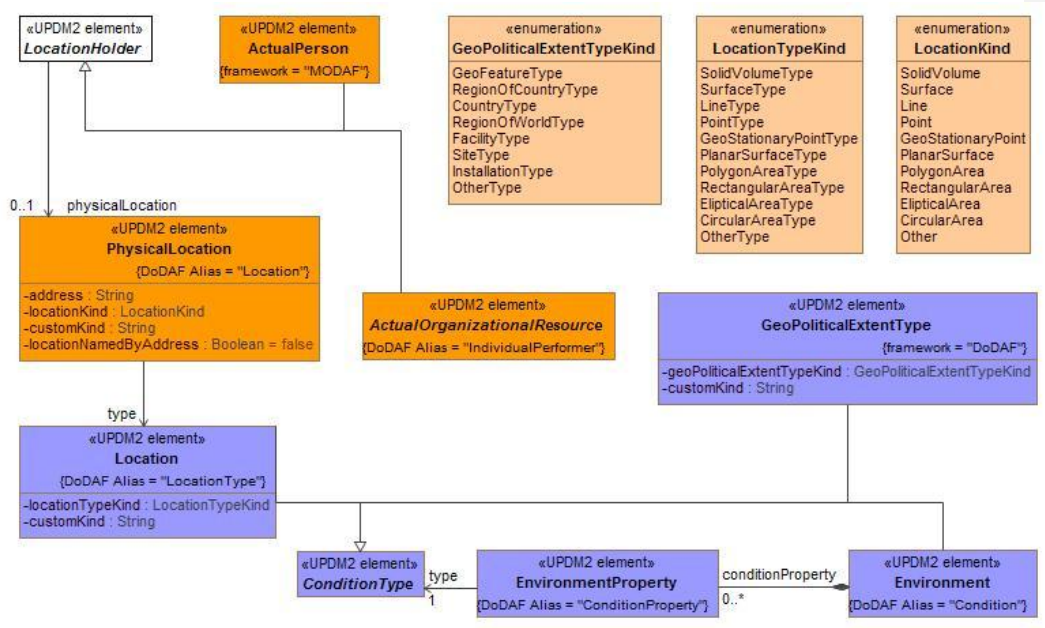 «UPDM2 element»
LocationHolder
«UPDM2 element»
ActualPerson
{framework = "MODAF"}
«enumeration»
GeoPoliticalExtentTypeKind
GeoFeatureType
RegionOfCountryType
CountryType
RegionOfWorldType
FacilityType
SiteType
InstallationType
OtherType
«enumeration»
LocationTypeKind
SolidVolumeType
SurfaceType
LineType
PointType
GeoStationaryPointType
PlanarSurfaceType
PolygonAreaType
RectangularAreaType
ElipticalAreaType
CircularAreaType
OtherType
«enumeration»
LocationKind
SolidVolume
Surface
Line
Point
GeoStationaryPoint
PlanarSurface
PolygonArea
RectangularArea
ElipticalArea
CircularArea
Other
0..1 physicalLocation
«UPDM2 element»
PhysicalLocation
{DoDAF Alias = "Location"}
-address : String
-locationKind : LocationKind
-customKind : String
-locationNamedByAddress : Boolean = false
«UPDM2 element»
ActualOrganizationalResource
{DoDAF Alias = "IndividualPerformer"}
«UPDM2 element»
GeoPoliticalExtentType
{framework = "DoDAF"}
-geoPoliticalExtentTypeKind : GeoPoliticalExtentTypeKind
-customKind : String
type
«UPDM2 element»
Location
{DoDAF Alias = "LocationType"}
-locationTypeKind : LocationTypeKind
-customKind : String
«UPDM2 element»
ConditionType
type
1
«UPDM2 element»
EnvironmentProperty
{DoDAF Alias = "ConditionProperty"}
conditionProperty
0..*
«UPDM2 element»
Environment
{DoDAF Alias = "Condition"}